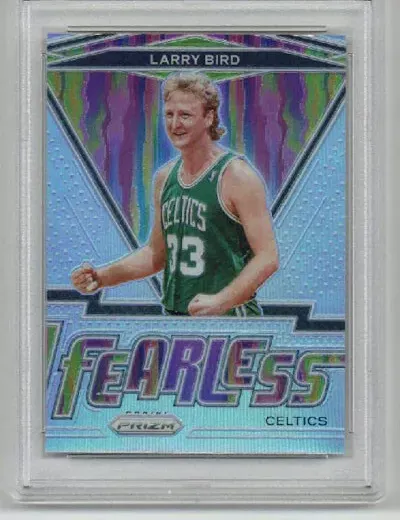 LARRY BIRD
CELTICS
33
FEARLESS
CELTICS
PANINI
PRIZM